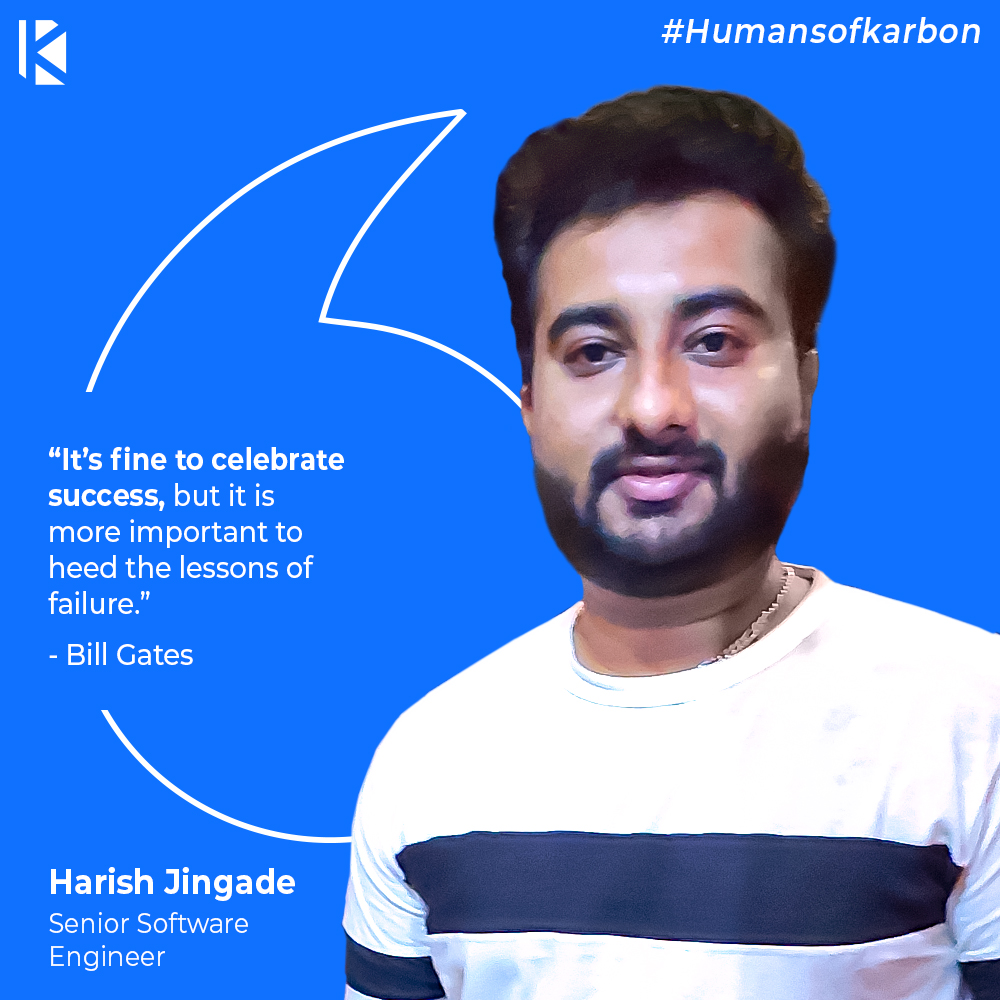 #Humansofkarbon
“It’s fine to celebrate
success, but it is
more important to
heed the lessons of
failure.”
- Bill Gates
Harish Jingade
Senior Software
Engineer